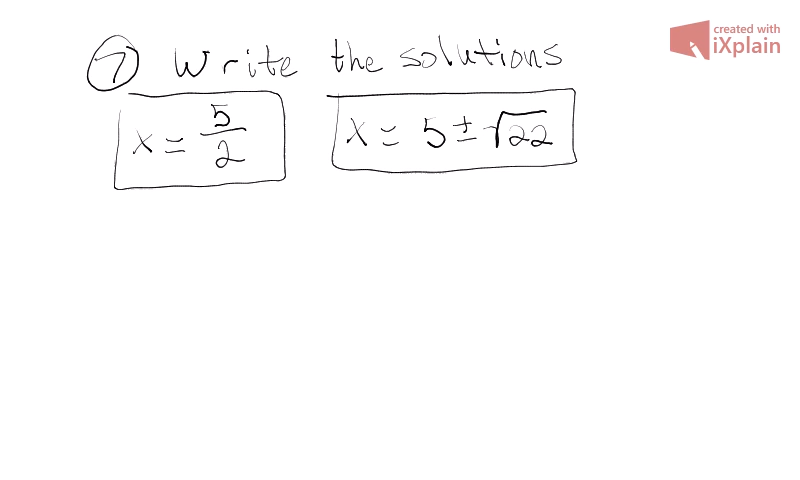 created with
iXplain
⑦ Write the solutions
x = 5/2 x = 5 ± √22